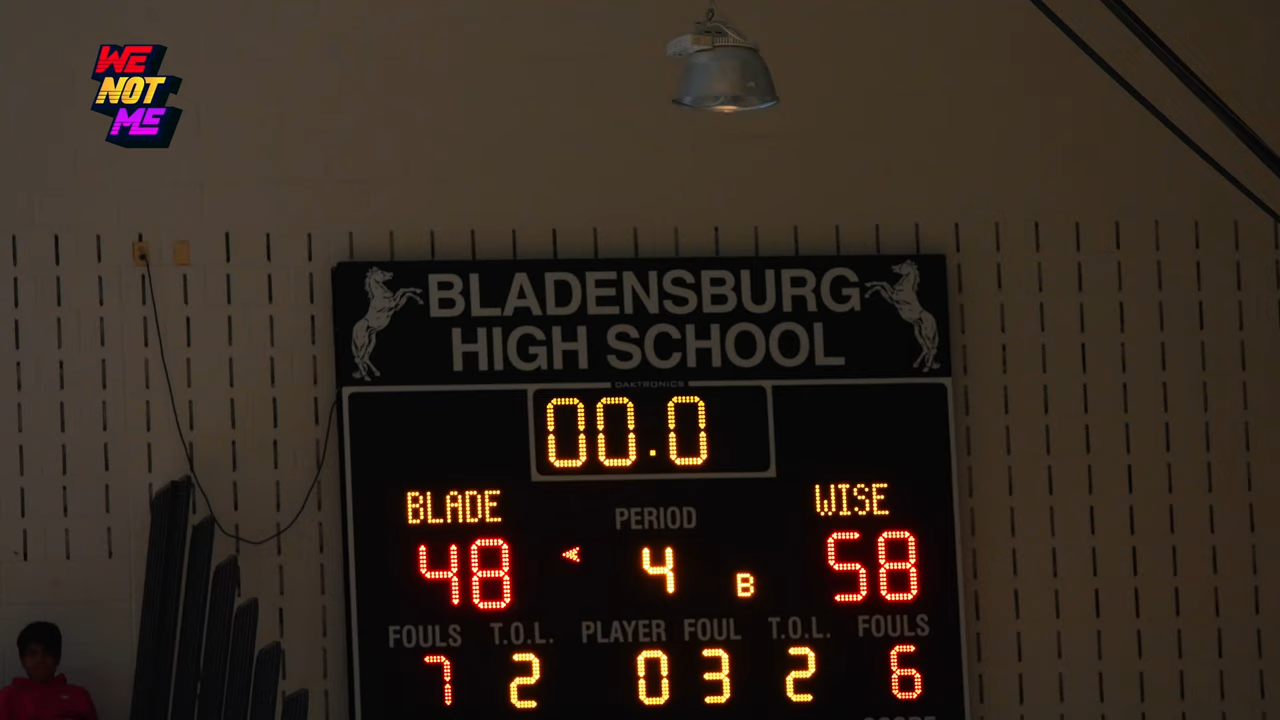 WE
NOT
ME
BLADENSBURG
HIGH SCHOOL
DAKTRONICS
00.0
BLADE PERIOD WISE
48 4 B 58
FOULS T.O.L. PLAYER FOUL T.O.L. FOULS
7 2 0 3 2 6